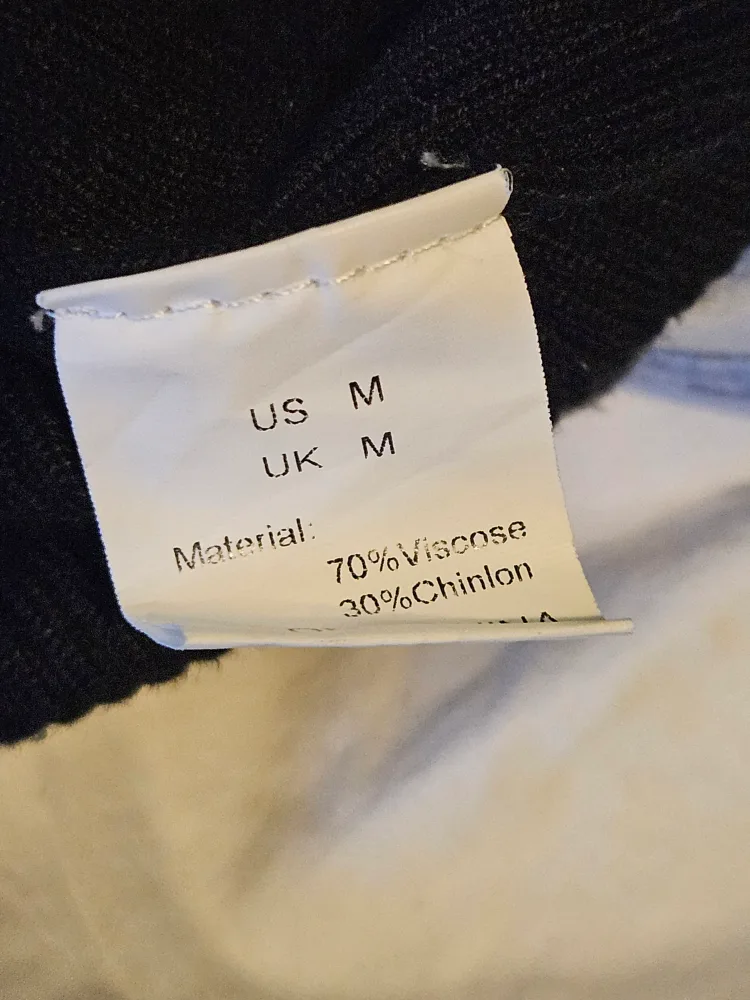 US M
UK M
Material:
70%Viscose
30%Chinlon